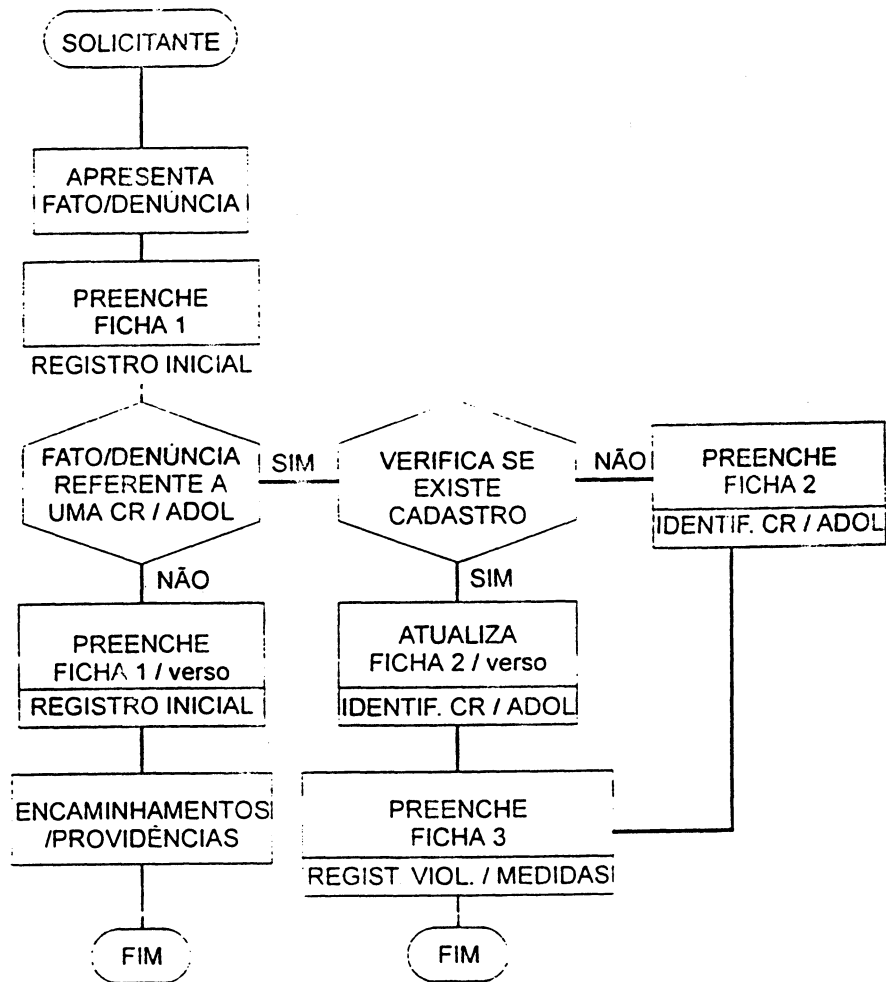 SOLICITANTE
APRESENTA
FATO/DENÚNCIA
PREENCHE
FICHA 1
REGISTRO INICIAL
FATO/DENÚNCIA
REFERENTE A
UMA CR / ADOL
SIM
VERIFICA SE
EXISTE
CADASTRO
NÃO
PREENCHE
FICHA 2
IDENTIF. CR / ADOL
NÃO
PREENCHE
FICHA 1 / verso
REGISTRO INICIAL
ENCAMINHAMENTOS
/PROVIDÊNCIAS
FIM
SIM
ATUALIZA
FICHA 2 / verso
IDENTIF. CR / ADOL
PREENCHE
FICHA 3
REGIST. VIOL. / MEDIDAS
FIM